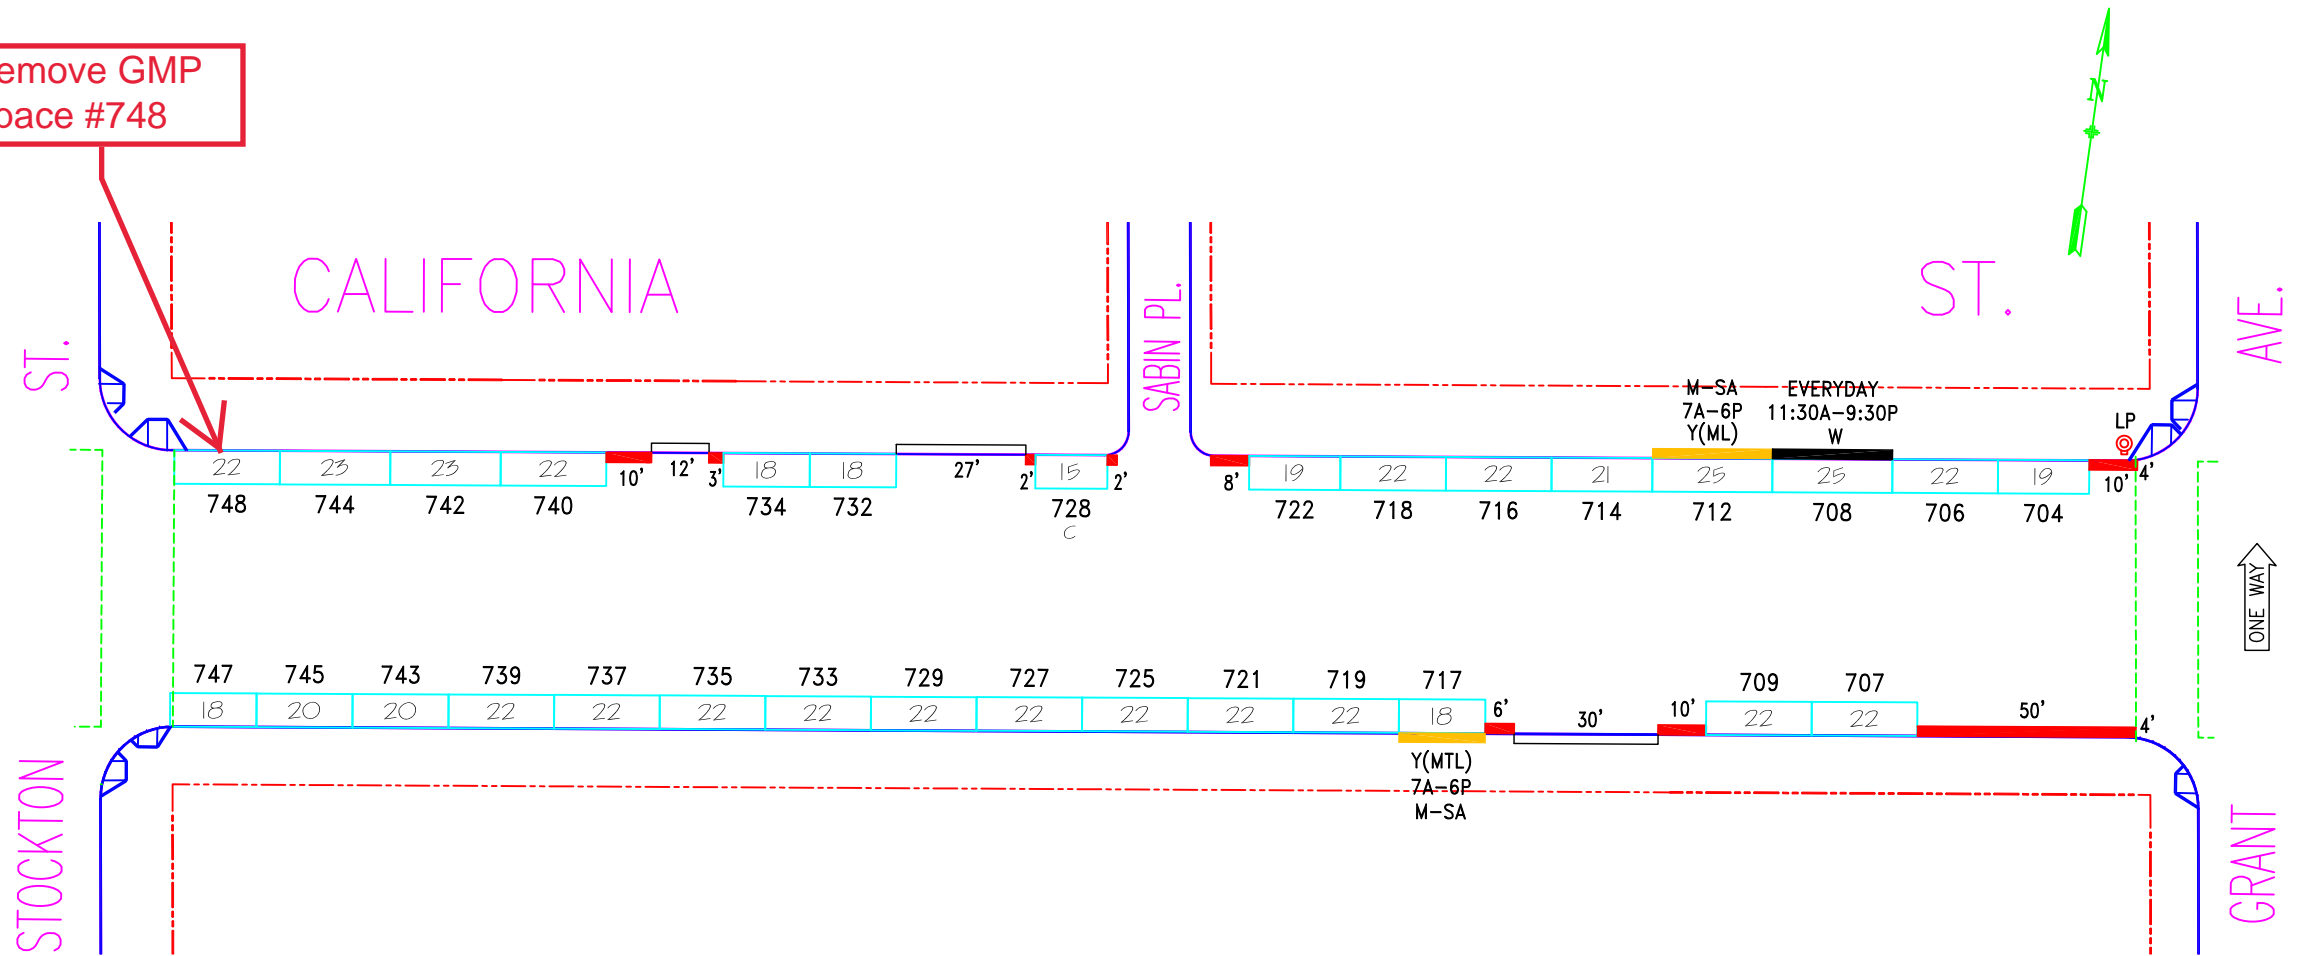 emove GMP
pace #748
N
CALIFORNIA ST.
ST.
SABIN PL.
AVE.
M-SA
7A-6P
Y(ML)
EVERYDAY
11:30A-9:30P
W
LP
22 23 23 22 10' 12' 3' 18 18 27' 2' 15 2' 8' 19 22 22 21 25 25 22 19 10' 4'
748 744 742 740 734 732 728 722 718 716 714 712 708 706 704
C
ONE WAY
747 745 743 739 737 735 733 729 727 725 721 719 717 709 707
18 20 20 22 22 22 22 22 22 22 22 22 18 6' 30' 10' 22 22 50' 4'
Y(MTL)
7A-6P
M-SA
STOCKTON
GRANT